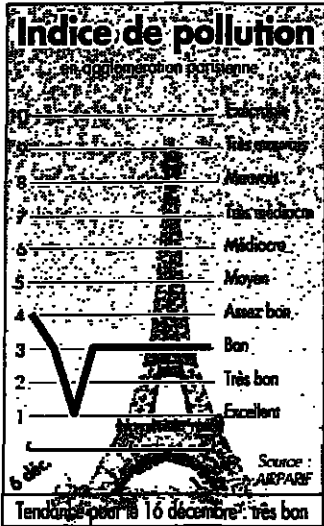 Indice de pollution
en agglomération parisienne
10 Exécrable
9 Très mauvais
8 Mauvais
7 Très médiocre
6 Médiocre
5 Moyen
4 Assez bon
3 Bon
2 Très bon
1 Excellent
6 déc.
Source :
AIRPARIF
Tendance pour le 16 décembre : très bon